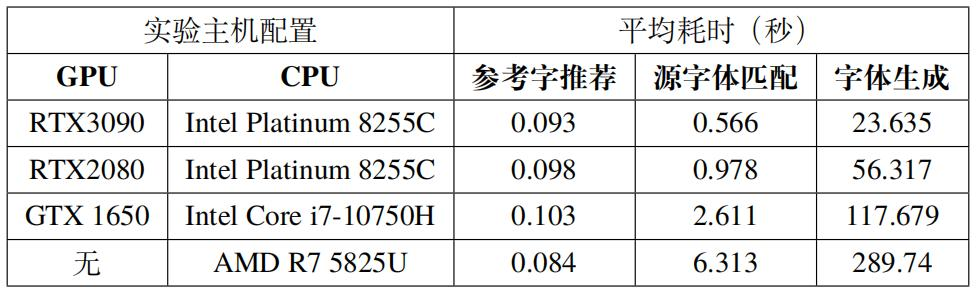 实验主机配置 平均耗时（秒）
GPU CPU 参考字推荐 源字体匹配 字体生成
RTX3090 Intel Platinum 8255C 0.093 0.566 23.635
RTX2080 Intel Platinum 8255C 0.098 0.978 56.317
GTX 1650 Intel Core i7-10750H 0.103 2.611 117.679
无 AMD R7 5825U 0.084 6.313 289.74